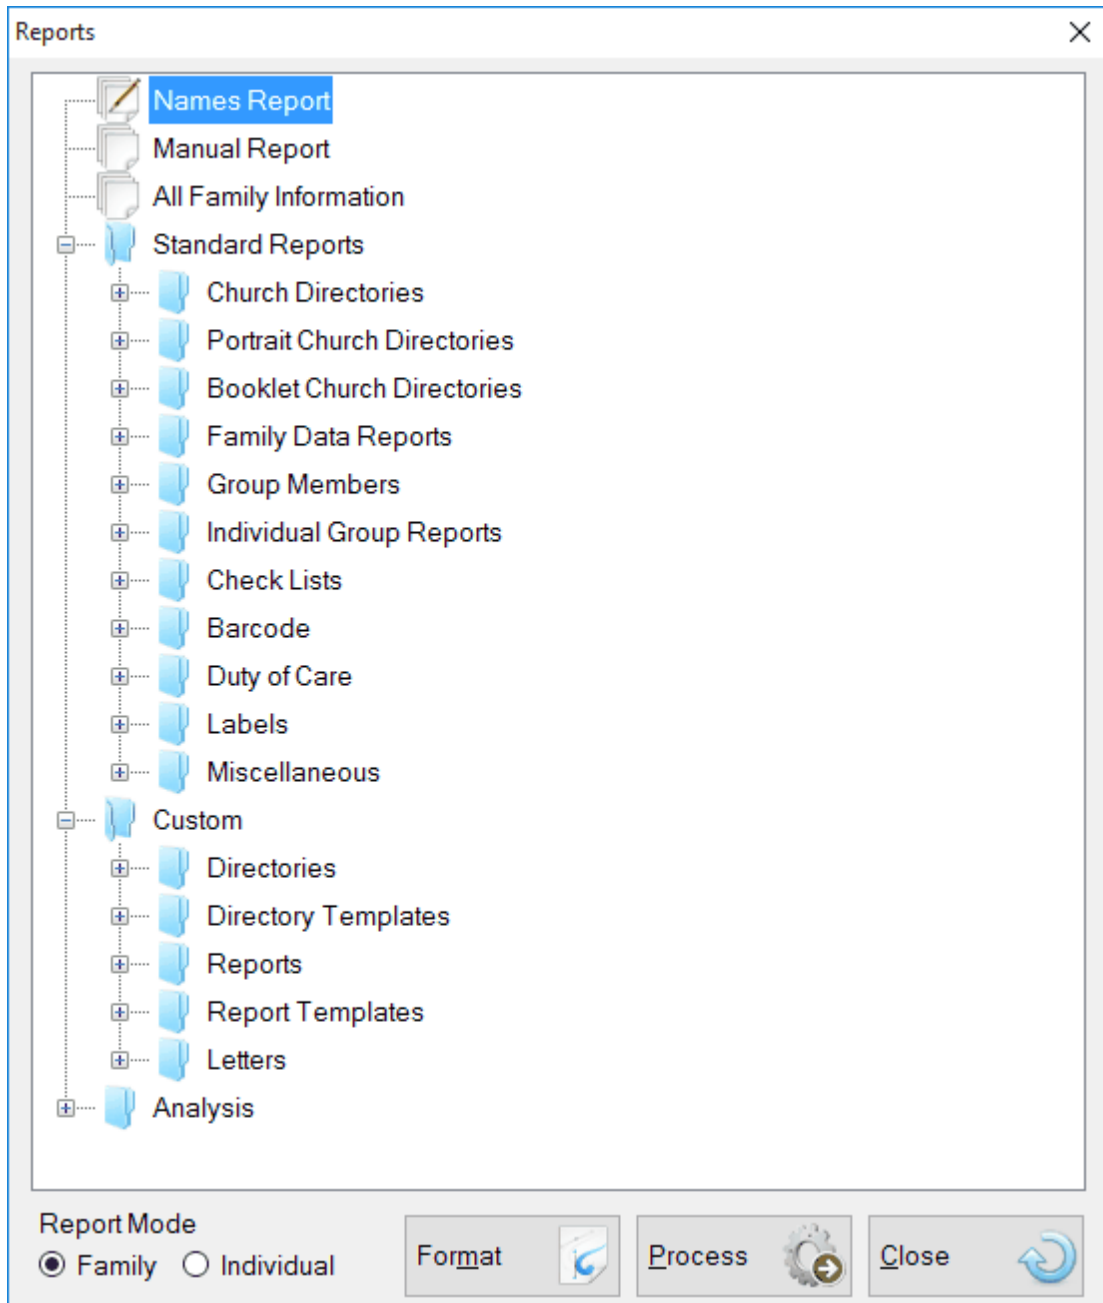 Reports
Names Report
Manual Report
All Family Information
Standard Reports
Church Directories
Portrait Church Directories
Booklet Church Directories
Family Data Reports
Group Members
Individual Group Reports
Check Lists
Barcode
Duty of Care
Labels
Miscellaneous
Custom
Directories
Directory Templates
Reports
Report Templates
Letters
Analysis
Report Mode
Family Individual Format Process Close